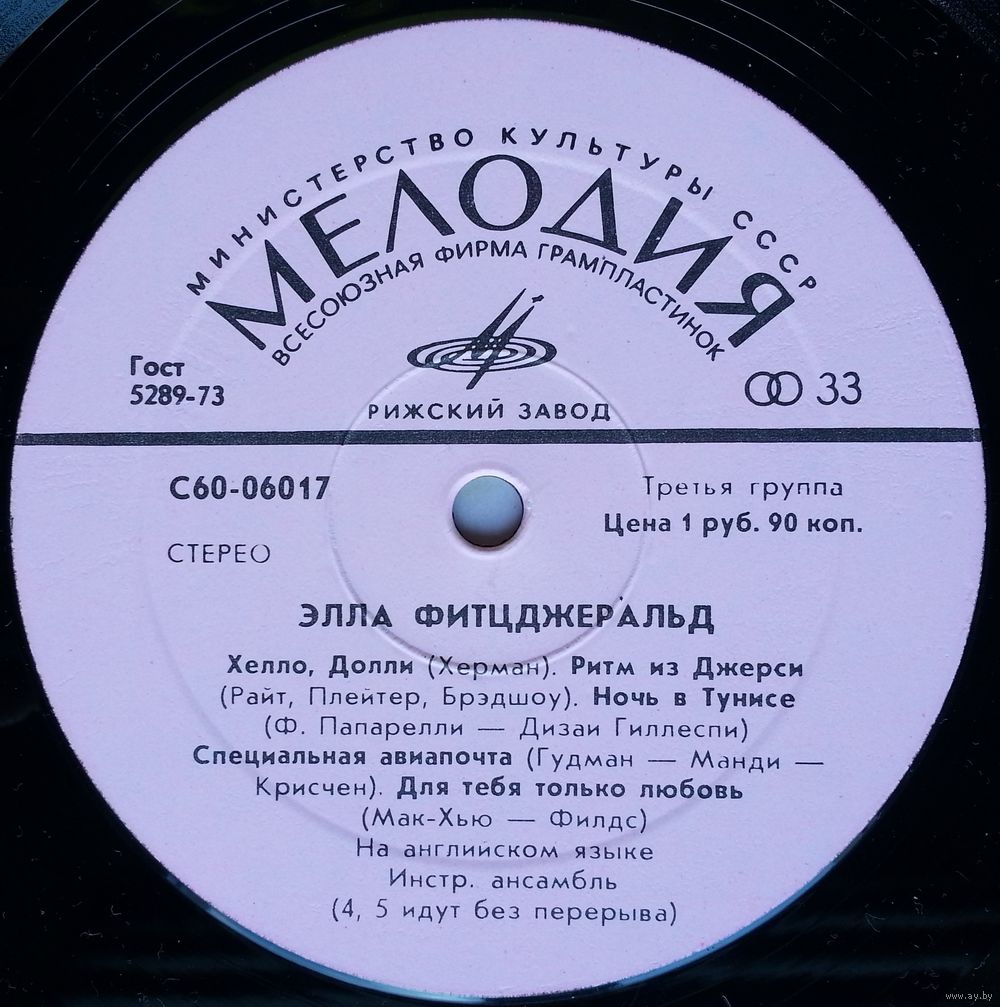 МИНИСТЕРСТВО КУЛЬТУРЫ СССР
МЕЛОДИЯ
ВСЕСОЮЗНАЯ ФИРМА ГРАМПЛАСТИНОК
Гост
5289-73
33
РИЖСКИЙ ЗАВОД
С60-06017
Третья группа
Цена 1 руб. 90 коп.
СТЕРЕО
ЭЛЛА ФИТЦДЖЕРАЛЬД
Хелло, Долли (Херман). Ритм из Джерси
(Райт, Плейтер, Брэдшоу). Ночь в Тунисе
(Ф. Папарелли — Дизаи Гиллеспи)
Специальная авиапочта (Гудман — Манди —
Крисчен). Для тебя только любовь
(Мак-Хью — Филдс)
На английском языке
Инстр. ансамбль
(4, 5 идут без перерыва)
www.ay.by